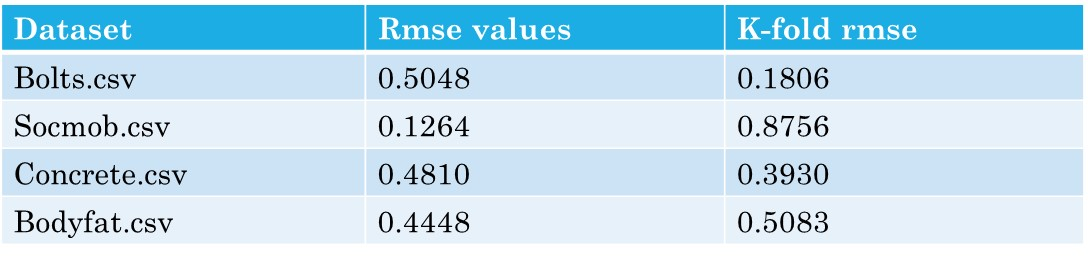 Dataset Rmse values K-fold rmse
Bolts.csv 0.5048 0.1806
Socmob.csv 0.1264 0.8756
Concrete.csv 0.4810 0.3930
Bodyfat.csv 0.4448 0.5083